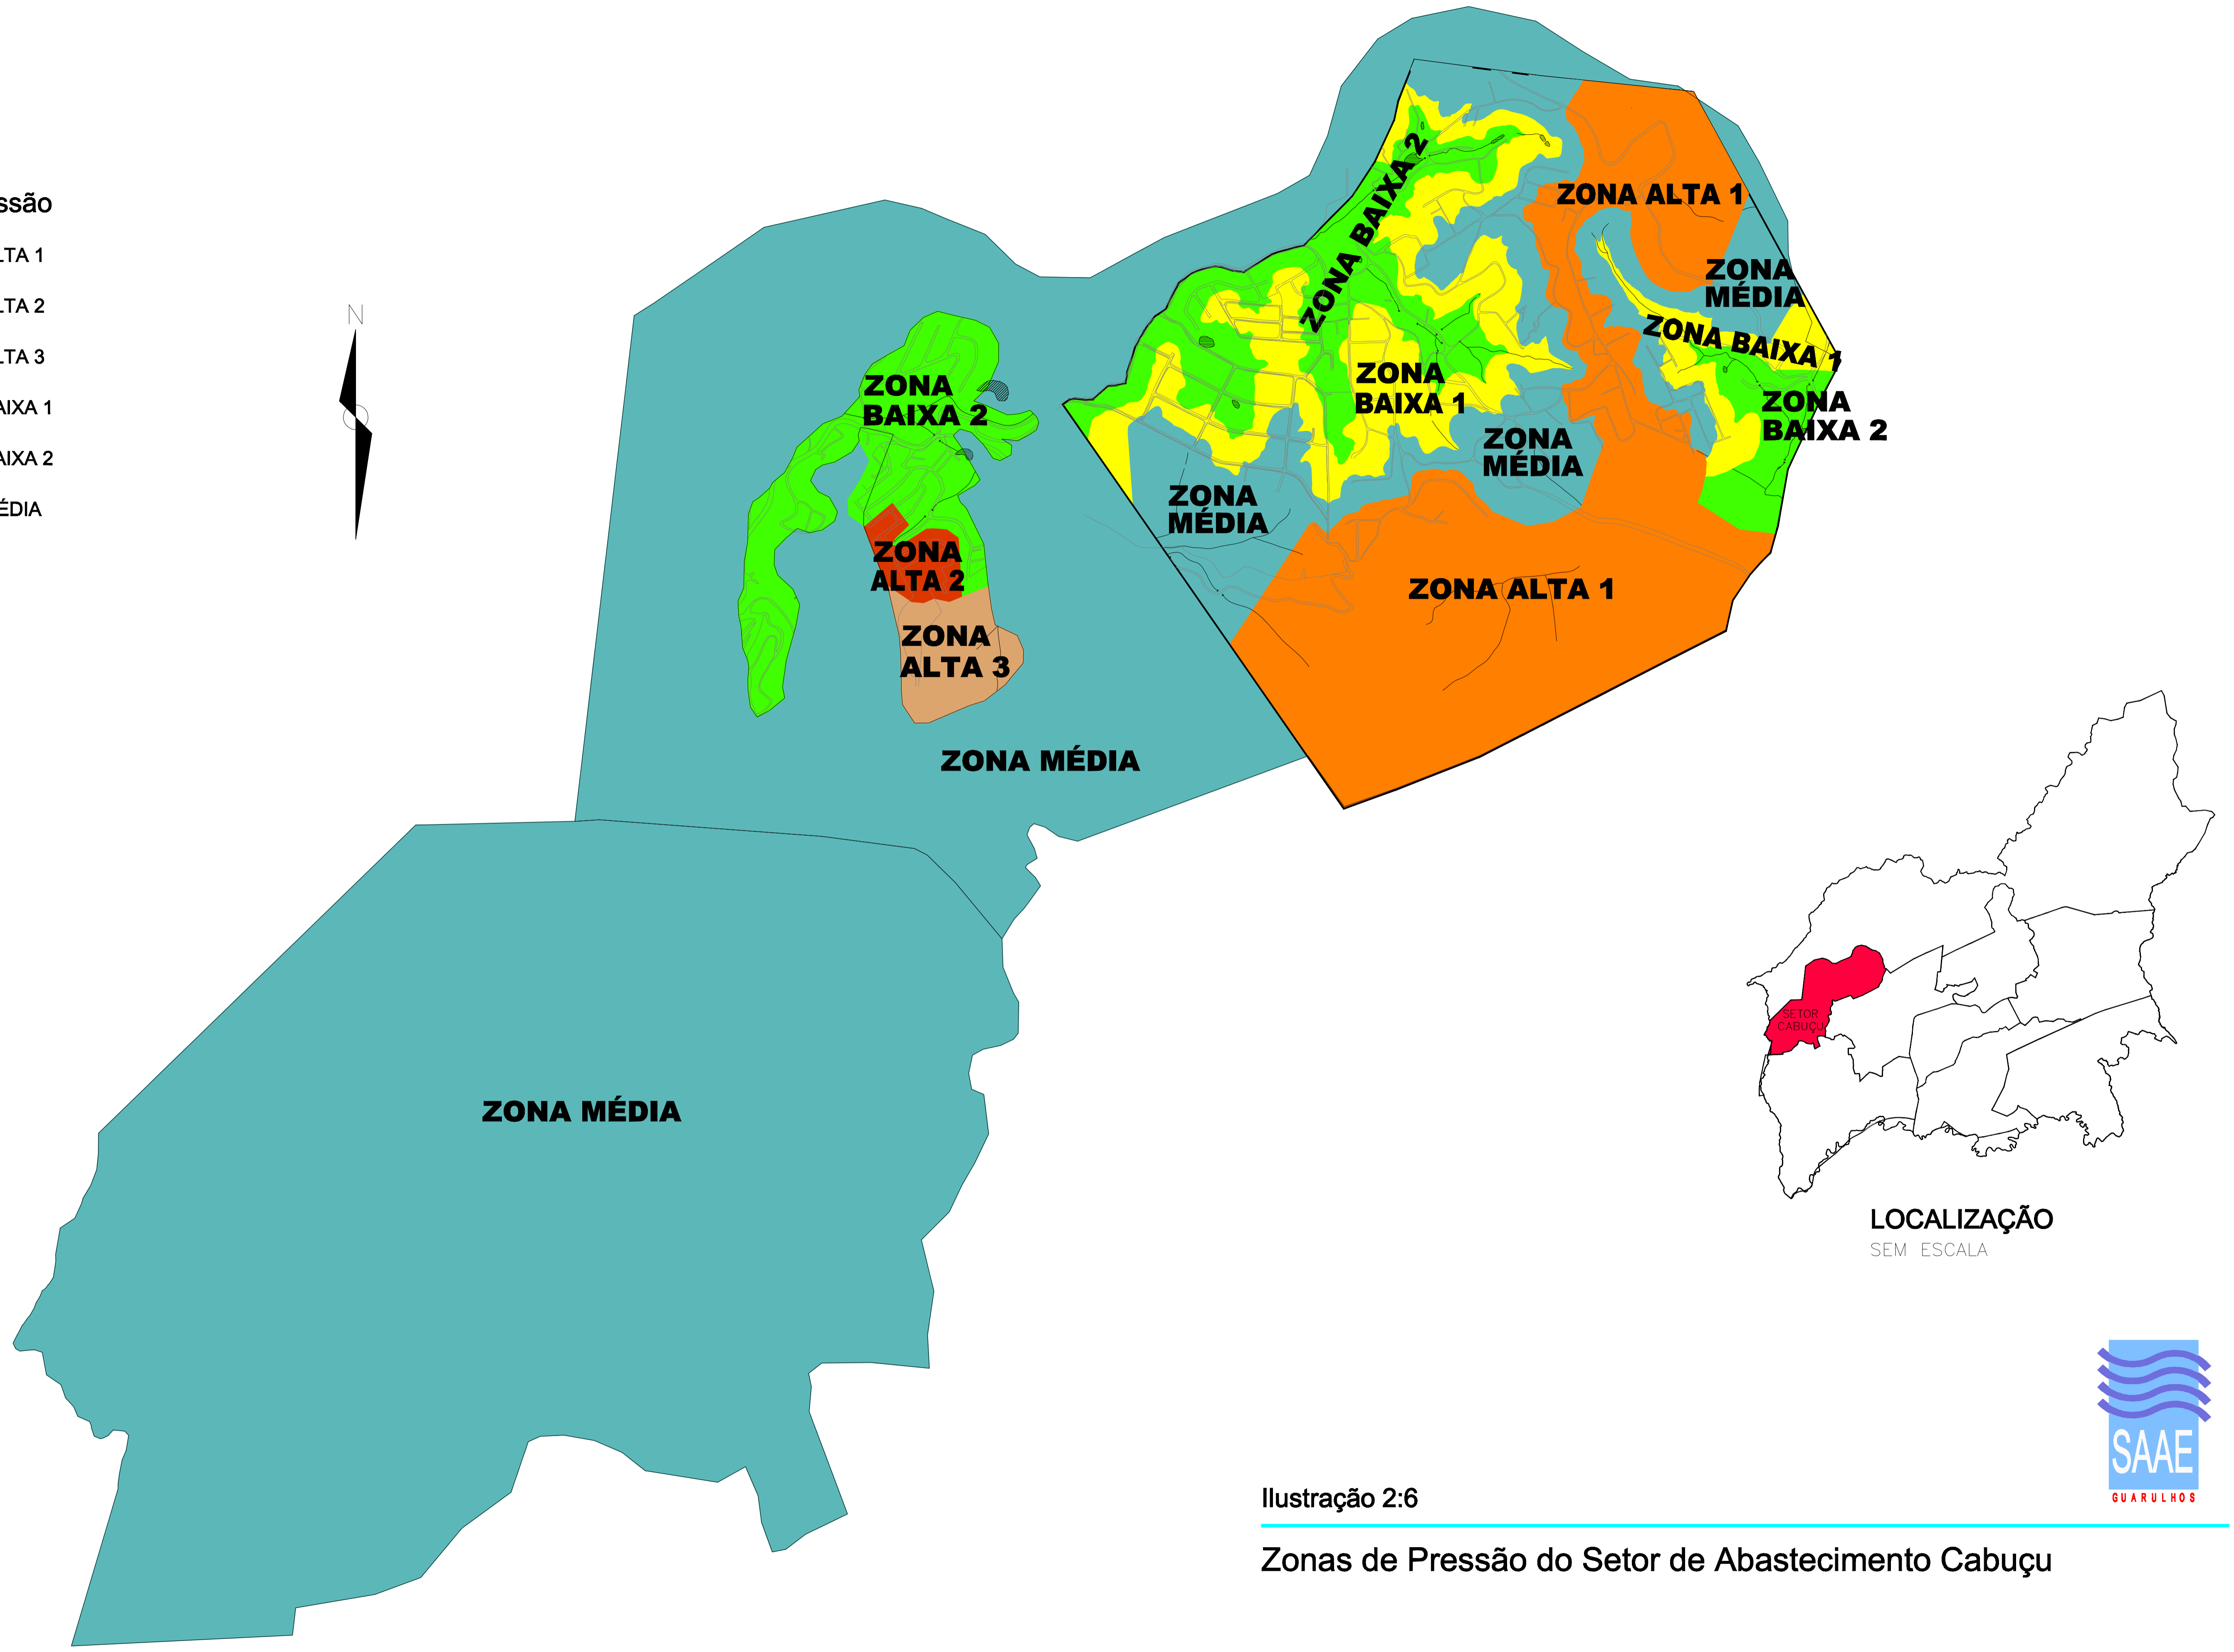 ssão
LTA 1
LTA 2
LTA 3
AIXA 1
AIXA 2
ÉDIA
N
ZONA BAIXA 2
ZONA ALTA 1
ZONA
MÉDIA
ZONA BAIXA 1
ZONA
BAIXA 2
ZONA
BAIXA 1
ZONA
BAIXA 2
ZONA
MÉDIA
ZONA
MÉDIA
ZONA
ALTA 2
ZONA ALTA 1
ZONA
ALTA 3
ZONA MÉDIA
ZONA MÉDIA
SETOR
CABUÇU
LOCALIZAÇÃO
SEM ESCALA
SAAE
GUARULHOS
Ilustração 2:6
Zonas de Pressão do Setor de Abastecimento Cabuçu